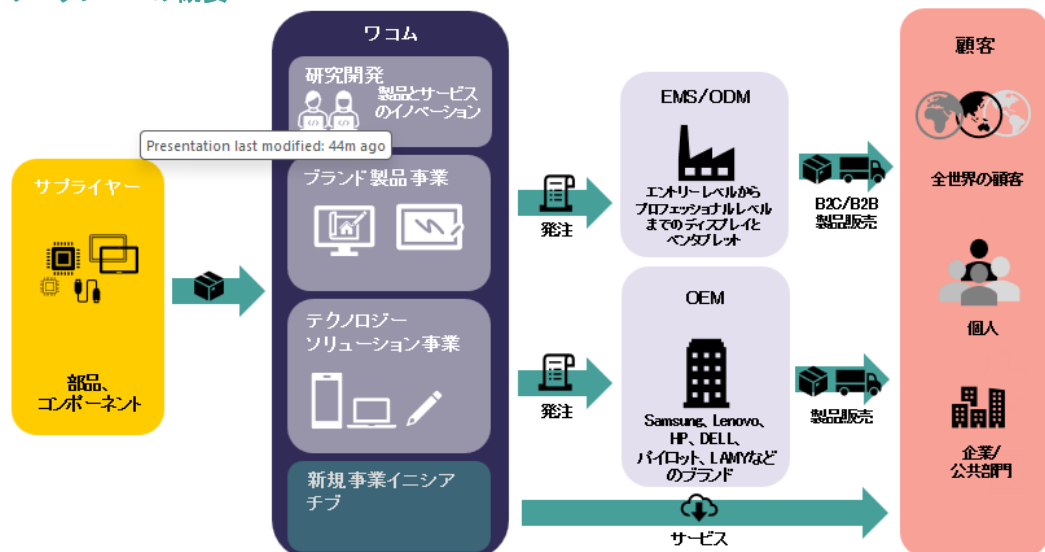 の概要
ワコム
研究開発
製品とサービス
のイノベーション
Presentation last modified: 44m ago
サプライヤー
部品、
コンポーネント
ブランド製品事業
テクノロジー
ソリューション事業
新規事業イニシア
チブ
発注
発注
EMS/ODM
エントリーレベルから
プロフェッショナルレベル
までのディスプレイと
ペンタブレット
OEM
Samsung、Lenovo、
HP、DELL、
パイロット、LAMYなど
のブランド
B2C/B2B
製品販売
製品販売
サービス
顧客
全世界の顧客
個人
企業/
公共部門